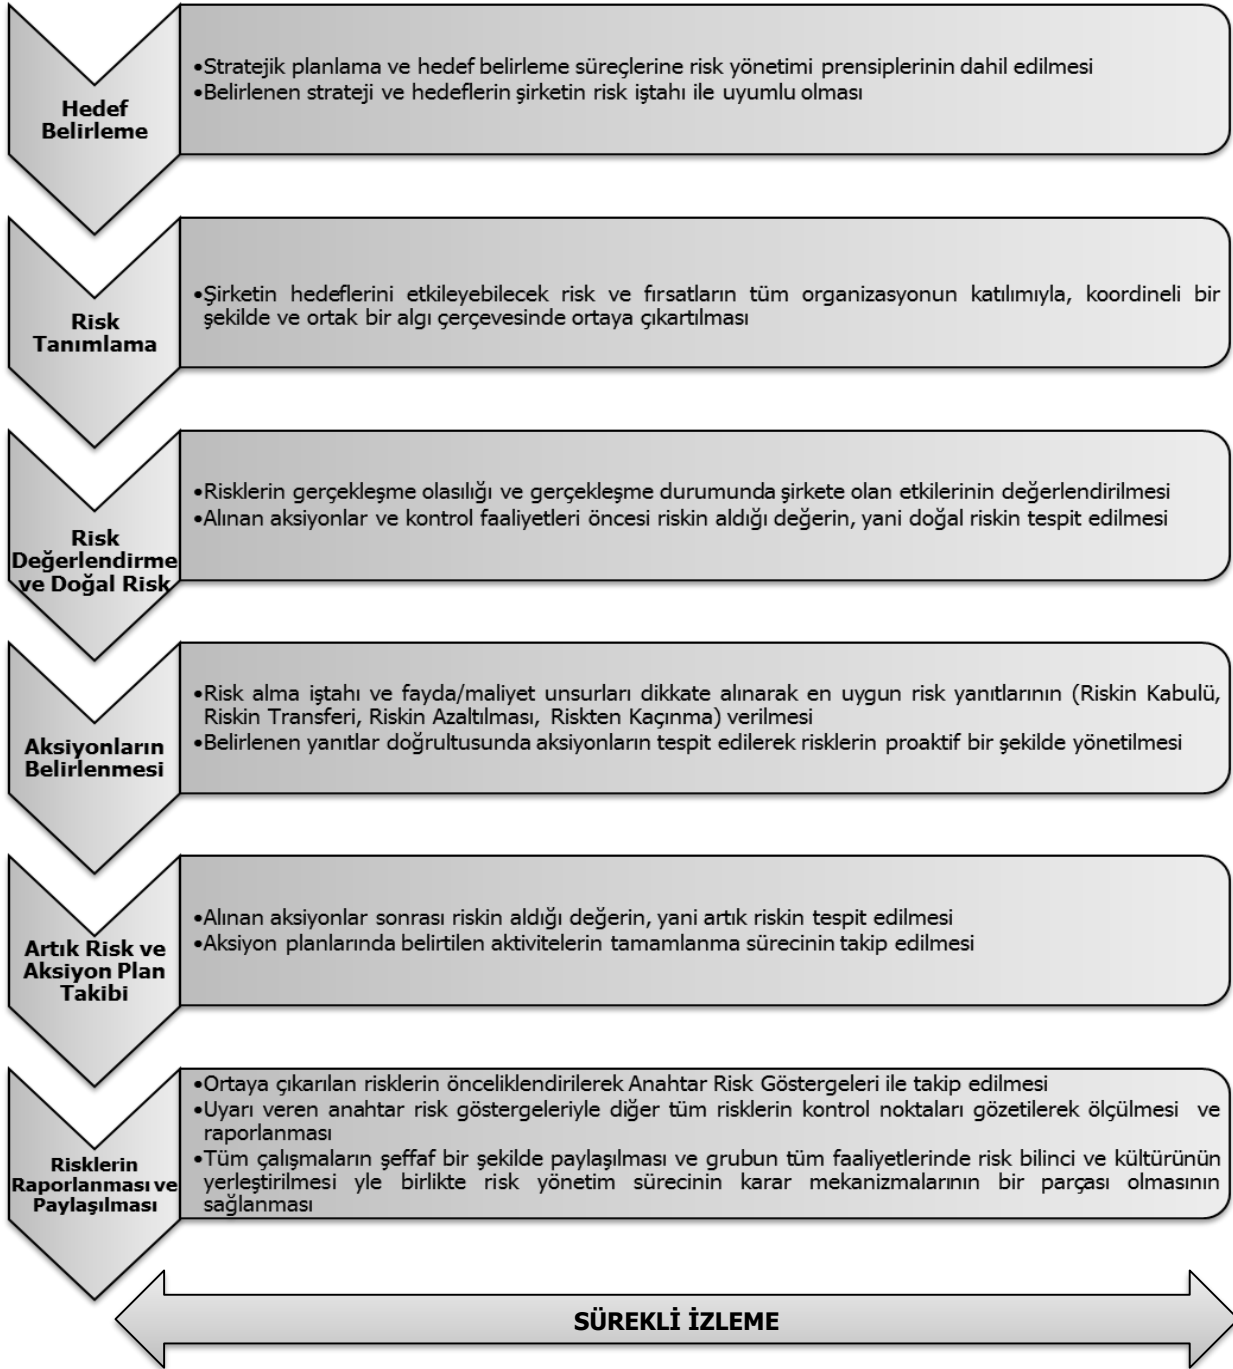 Hedef
Belirleme
•Stratejik planlama ve hedef belirleme süreçlerine risk yönetimi prensiplerinin dahil edilmesi
•Belirlenen strateji ve hedeflerin şirketin risk iştahı ile uyumlu olması
Risk
Tanımlama
•Şirketin hedeflerini etkileyebilecek risk ve fırsatların tüm organizasyonun katılımıyla, koordineli bir
şekilde ve ortak bir algı çerçevesinde ortaya çıkartılması
Risk
Değerlendirme
ve Doğal Risk
•Risklerin gerçekleşme olasılığı ve gerçekleşme durumunda şirkete olan etkilerinin değerlendirilmesi
•Alınan aksiyonlar ve kontrol faaliyetleri öncesi riskin aldığı değerin, yani doğal riskin tespit edilmesi
Aksiyonların
Belirlenmesi
•Risk alma iştahı ve fayda/maliyet unsurları dikkate alınarak en uygun risk yanıtlarının (Riskin Kabulü,
Riskin Transferi, Riskin Azaltılması, Riskten Kaçınma) verilmesi
•Belirlenen yanıtlar doğrultusunda aksiyonların tespit edilerek risklerin proaktif bir şekilde yönetilmesi
Artık Risk ve
Aksiyon Plan
Takibi
•Alınan aksiyonlar sonrası riskin aldığı değerin, yani artık riskin tespit edilmesi
•Aksiyon planlarında belirtilen aktivitelerin tamamlanma sürecinin takip edilmesi
Risklerin
Raporlanması ve
Paylaşılması
•Ortaya çıkarılan risklerin önceliklendirilerek Anahtar Risk Göstergeleri ile takip edilmesi
•Uyarı veren anahtar risk göstergeleriyle diğer tüm risklerin kontrol noktaları gözetilerek ölçülmesi ve
raporlanması
•Tüm çalışmaların şeffaf bir şekilde paylaşılması ve grubun tüm faaliyetlerinde risk bilinci ve kültürünün
yerleştirilmesi yle birlikte risk yönetim sürecinin karar mekanizmalarının bir parçası olmasının
sağlanması
SÜREKLİ İZLEME